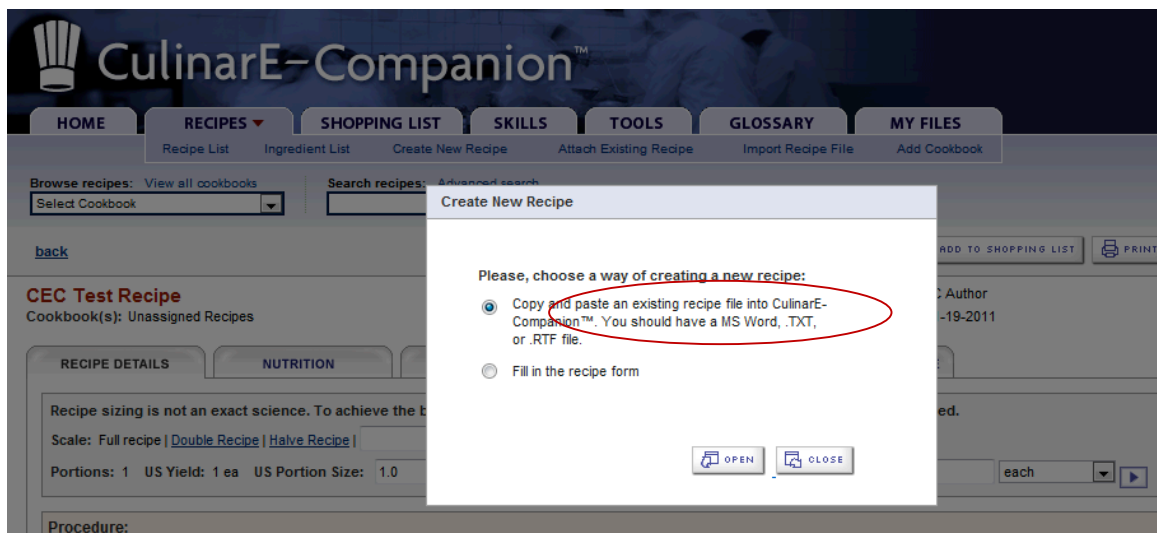 CulinarE-Companion™
HOME RECIPES SHOPPING LIST SKILLS TOOLS GLOSSARY MY FILES
Recipe List Ingredient List Create New Recipe Attach Existing Recipe Import Recipe File Add Cookbook
Browse recipes: View all cookbooks Search recipes: Advanced search
Select Cookbook
Create New Recipe
back
ADD TO SHOPPING LIST PRINT
Please, choose a way of creating a new recipe:
Copy and paste an existing recipe file into CulinarE-
Companion™. You should have a MS Word, .TXT,
or .RTF file.
Fill in the recipe form
OPEN CLOSE
CEC Test Recipe
Author
Cookbook(s): Unassigned Recipes
-19-2011
RECIPE DETAILS NUTRITION
Recipe sizing is not an exact science. To achieve the ed.
Scale: Full recipe | Double Recipe | Halve Recipe |
Portions: 1 US Yield: 1 ea US Portion Size: 1.0 each
Procedure: